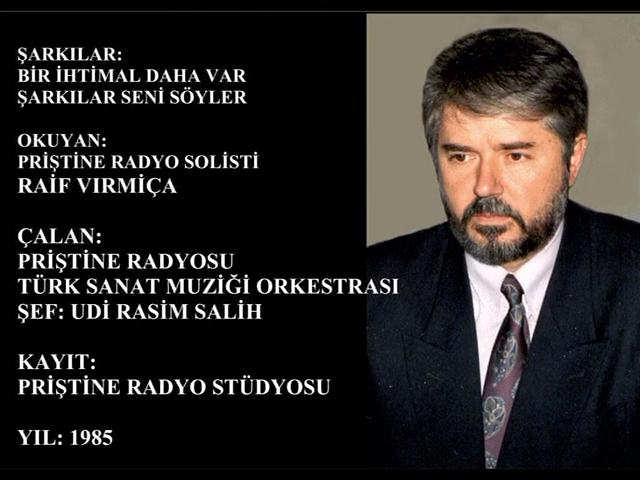 ŞARKILAR:
BİR İHTİMAL DAHA VAR
ŞARKILAR SENİ SÖYLER
OKUYAN:
PRİŞTİNE RADYO SOLİSTİ
RAİF VIRMİÇA
ÇALAN:
PRİŞTİNE RADYOSU
TÜRK SANAT MUZİĞİ ORKESTRASI
ŞEF: UDİ RASİM SALİH
KAYIT:
PRİŞTİNE RADYO STÜDYOSU
YIL: 1985